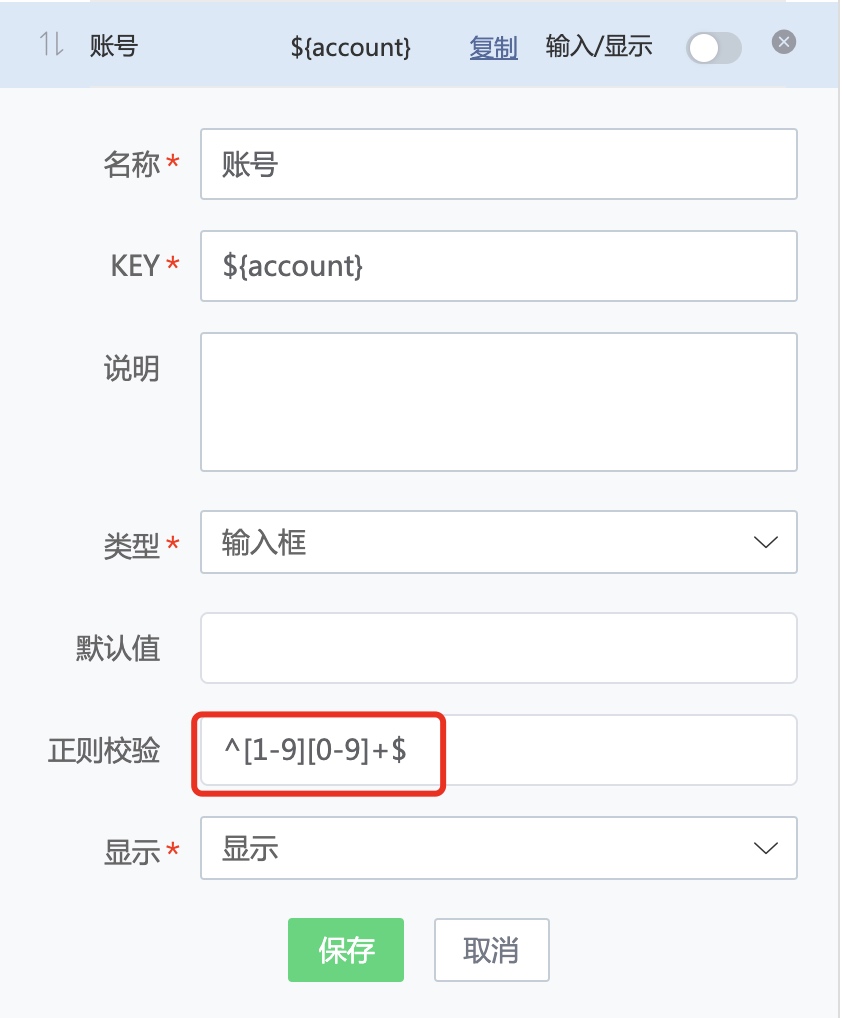 账号 ${account} 复制 输入/显示
名称* 账号
KEY* ${account}
说明
类型* 输入框
默认值
正则校验 ^[1-9][0-9]+$
显示* 显示
保存 取消